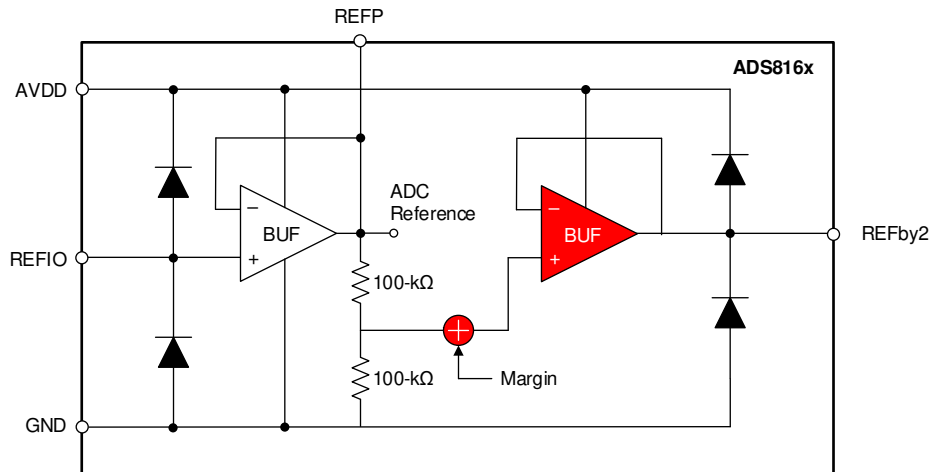 REFP
ADS816x
AVDD
ADC
Reference
−
BUF
+
−
BUF
+
REFIO
REFby2
100-kΩ
+
100-kΩ
Margin
GND